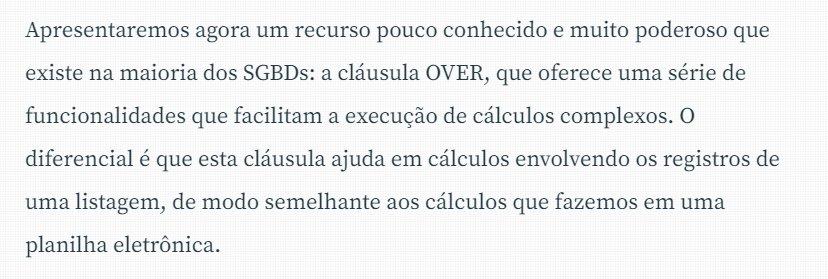 Apresentaremos agora um recurso pouco conhecido e muito poderoso que
existe na maioria dos SGBDs: a cláusula OVER, que oferece uma série de
funcionalidades que facilitam a execução de cálculos complexos. O
diferencial é que esta cláusula ajuda em cálculos envolvendo os registros de
uma listagem, de modo semelhante aos cálculos que fazemos em uma
planilha eletrônica.